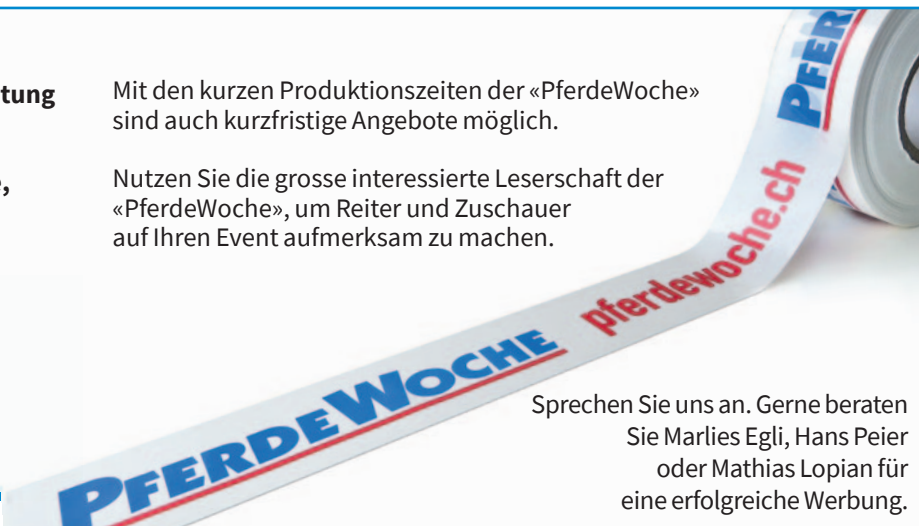 tung
Mit den kurzen Produktionszeiten der «PferdeWoche»
sind auch kurzfristige Angebote möglich.
Nutzen Sie die grosse interessierte Leserschaft der
«PferdeWoche», um Reiter und Zuschauer
auf Ihren Event aufmerksam zu machen.
PFER
pferdewoche.ch
PFERDEWOCHE
Sprechen Sie uns an. Gerne beraten
Sie Marlies Egli, Hans Peier
oder Mathias Lopian für
eine erfolgreiche Werbung.